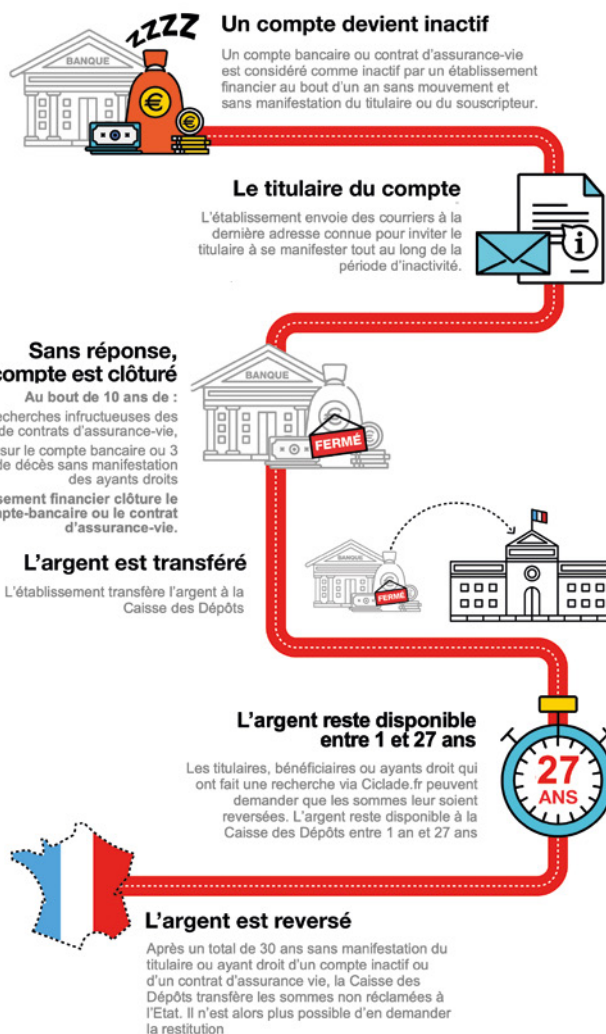 ZZZZ
BANQUE
Un compte devient inactif
Un compte bancaire ou contrat d'assurance-vie
est considéré comme inactif par un établissement
financier au bout d'un an sans mouvement et
sans manifestation du titulaire ou du souscripteur.
Le titulaire du compte
L'établissement envoie des courriers à la
dernière adresse connue pour inviter le
titulaire à se manifester tout au long de la
période d'inactivité.
i
Sans réponse,
compte est clôturé
Au bout de 10 ans de :
echerches infructueuses des
de contrats d'assurance-vie,
sur le compte bancaire ou 3
de décès sans manifestation
des ayants droits
sement financier clôture le
mpte-bancaire ou le contrat
d'assurance-vie.
BANQUE
FERMÉ
L'argent est transféré
L'établissement transfère l'argent à la
Caisse des Dépôts
BANQUE
FERMÉ
L'argent reste disponible
entre 1 et 27 ans
Les titulaires, bénéficiaires ou ayants droit qui
ont fait une recherche via Ciclade.fr peuvent
demander que les sommes leur soient
reversées. L'argent reste disponible à la
Caisse des Dépôts entre 1 an et 27 ans
27
ANS
L'argent est reversé
Après un total de 30 ans sans manifestation du
titulaire ou ayant droit d'un compte inactif ou
d'un contrat d'assurance vie, la Caisse des
Dépôts transfère les sommes non réclamées à
l'Etat. Il n'est alors plus possible d'en demander
la restitution